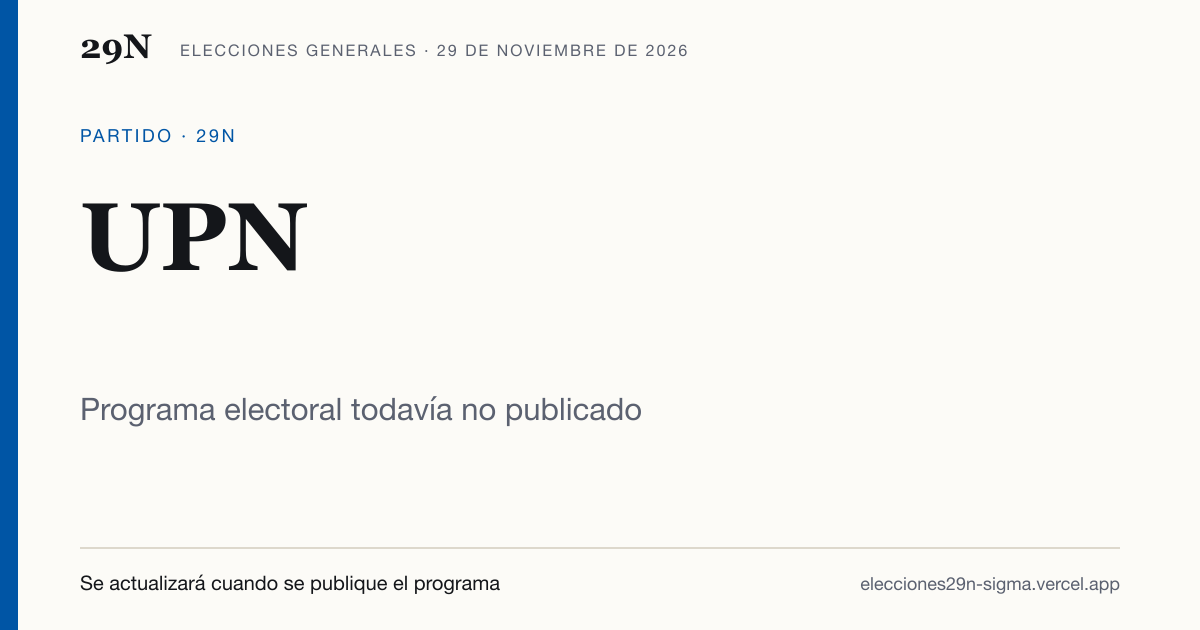 29N ELECCIONES GENERALES · 29 DE NOVIEMBRE DE 2026
PARTIDO · 29N
UPN
Programa electoral todavía no publicado
Se actualizará cuando se publique el programa elecciones29n-sigma.vercel.app